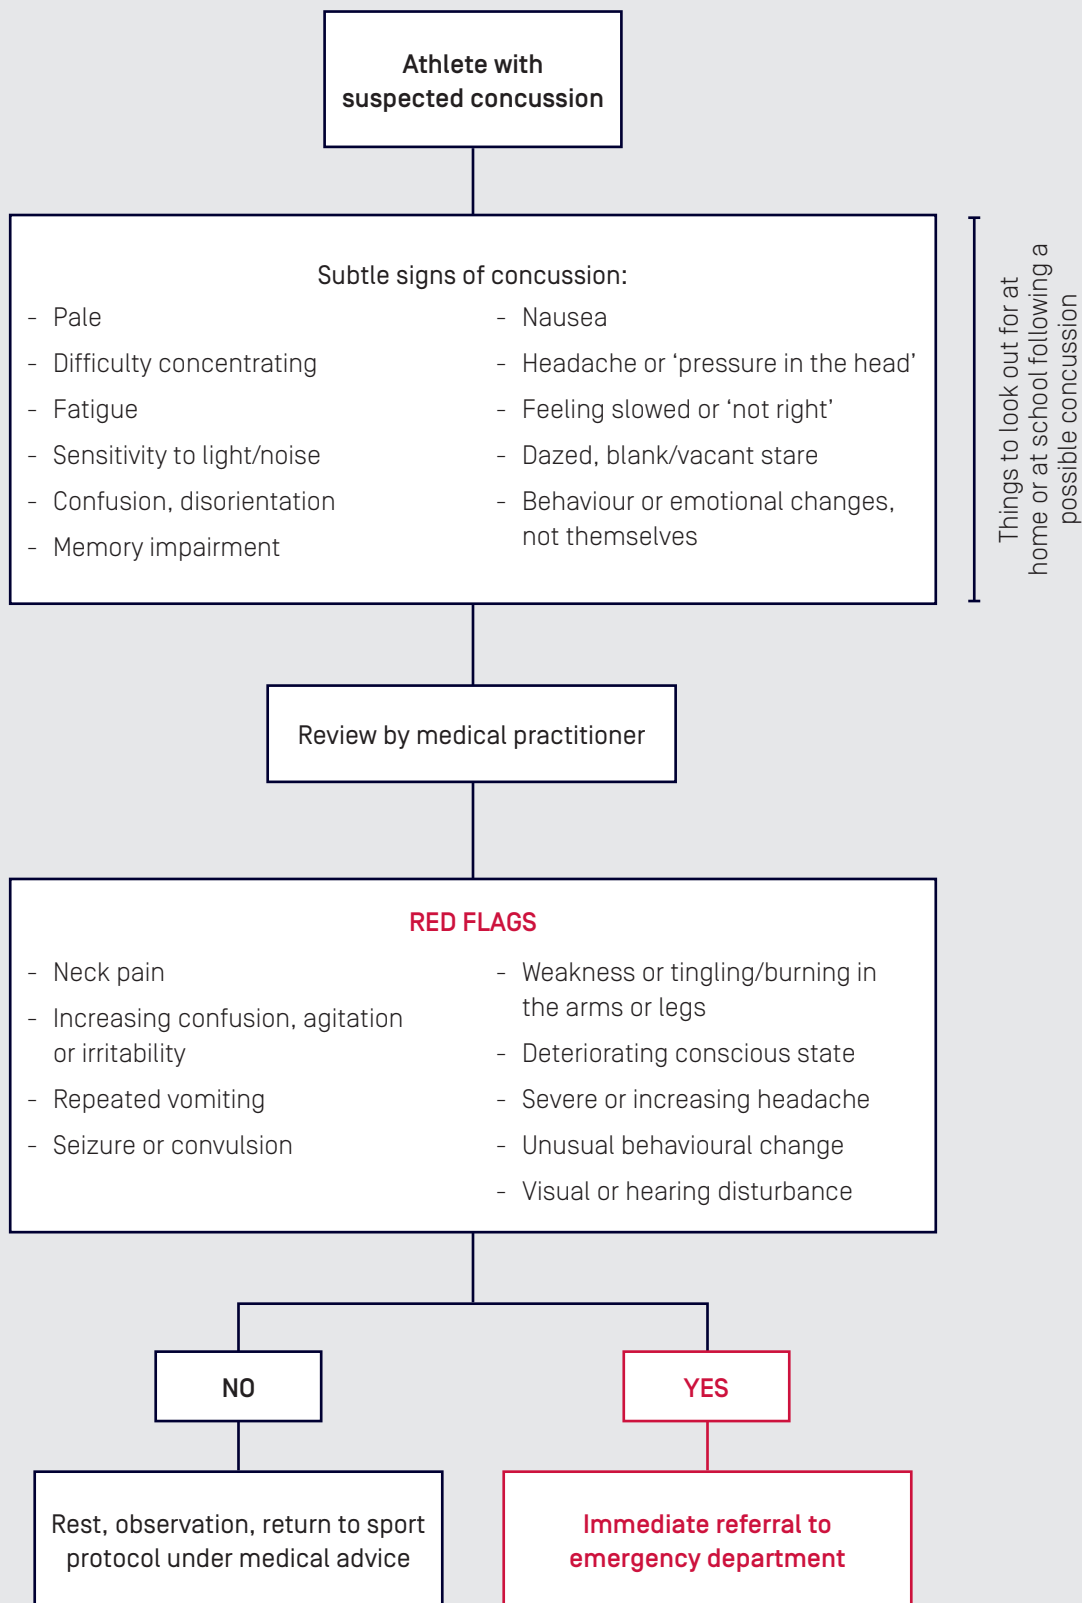 Athlete with
suspected concussion
Subtle signs of concussion:
- Pale
- Difficulty concentrating
- Fatigue
- Sensitivity to light/noise
- Confusion, disorientation
- Memory impairment
- Nausea
- Headache or ‘pressure in the head’
- Feeling slowed or ‘not right’
- Dazed, blank/vacant stare
- Behaviour or emotional changes,
not themselves
Things to look out for at
home or at school following a
possible concussion
Review by medical practitioner
RED FLAGS
- Neck pain
- Increasing confusion, agitation
or irritability
- Repeated vomiting
- Seizure or convulsion
- Weakness or tingling/burning in
the arms or legs
- Deteriorating conscious state
- Severe or increasing headache
- Unusual behavioural change
- Visual or hearing disturbance
NO
YES
Rest, observation, return to sport
protocol under medical advice
Immediate referral to
emergency department